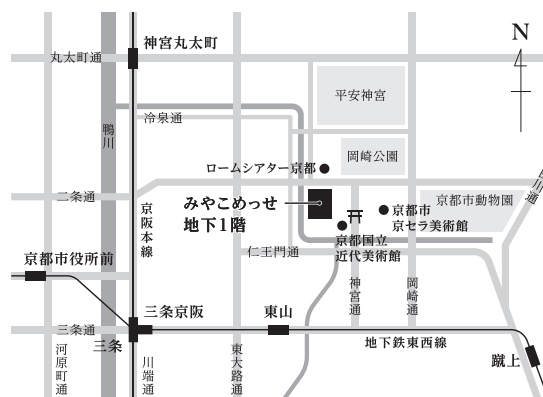 神宮丸太町
N
丸太町通
平安神宮
冷泉通
鴨川
岡崎公園
ロームシアター京都
二条通
みやこめっせ
地下1階
京都市動物園
京都市
京セラ美術館
京阪本線
京都国立
近代美術館
仁王門通
京都市役所前
神宮通
岡崎通
三条京阪
東山
三条通
三条
地下鉄東西線
蹴上
河原町通
川端通
東大路通